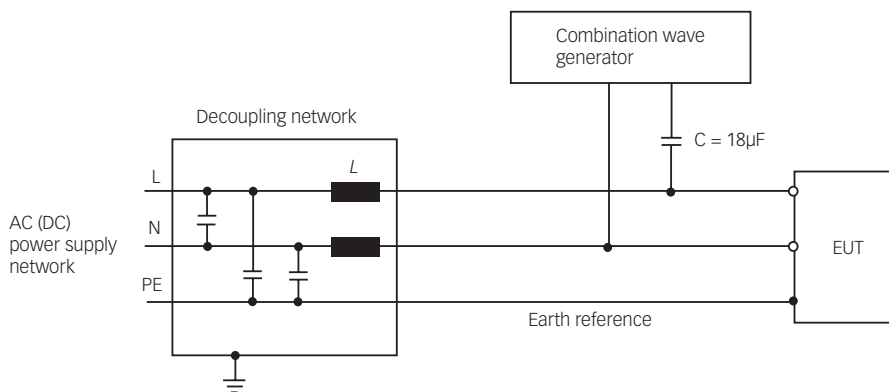 Combination wave
generator
Decoupling network
C = 18µF
L
L
N
AC (DC)
power supply
network
EUT
PE
Earth reference